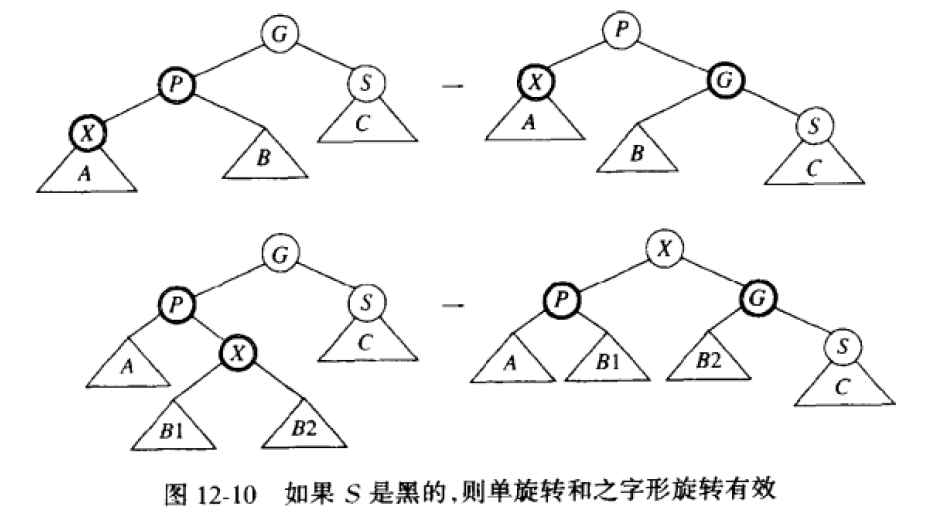 G P
P S X G
X C A S
A B B C
G X
P S P G
A X C A B1 B2 S
B1 B2 C
图 12-10 如果 S 是黑的,则单旋转和之字形旋转有效